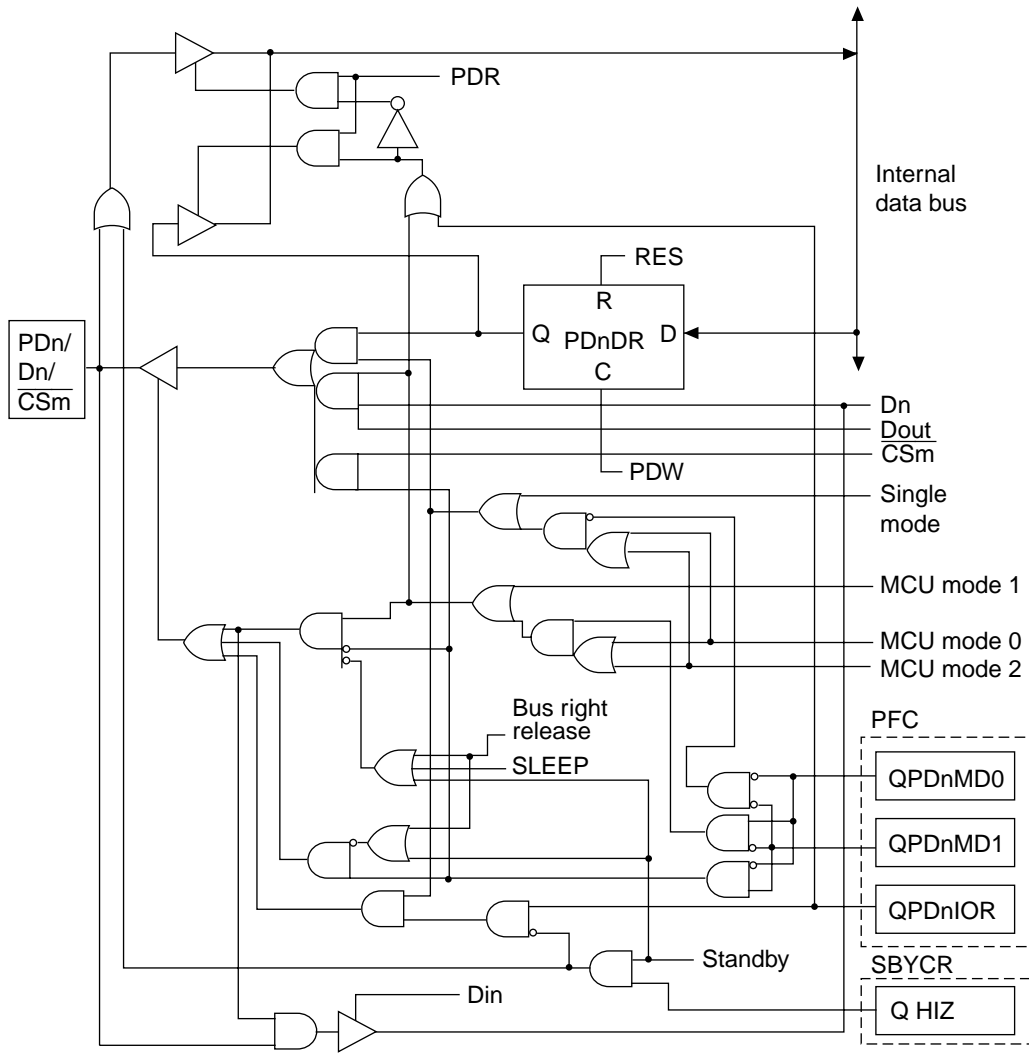 PDR
Internal
data bus
RES
R
Q PDnDR D
C
PDn/
Dn/
CSm
Dn
Dout
CSm
PDW
Single
mode
MCU mode 1
MCU mode 0
MCU mode 2
Bus right
release
SLEEP
PFC
QPDnMD0
QPDnMD1
QPDnIOR
Standby
SBYCR
Din
Q HIZ